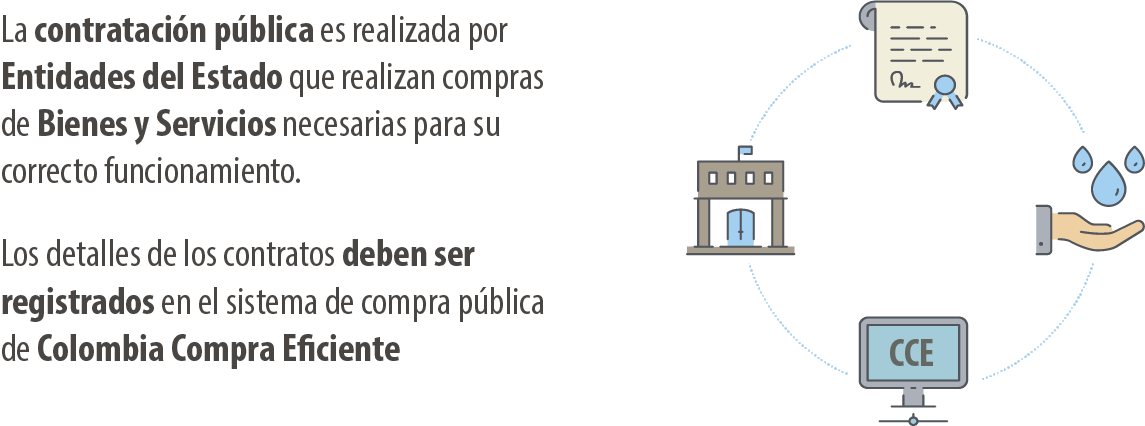 La contratación pública es realizada por
Entidades del Estado que realizan compras
de Bienes y Servicios necesarias para su
correcto funcionamiento.
Los detalles de los contratos deben ser
registrados en el sistema de compra pública
de Colombia Compra Eficiente
CCE